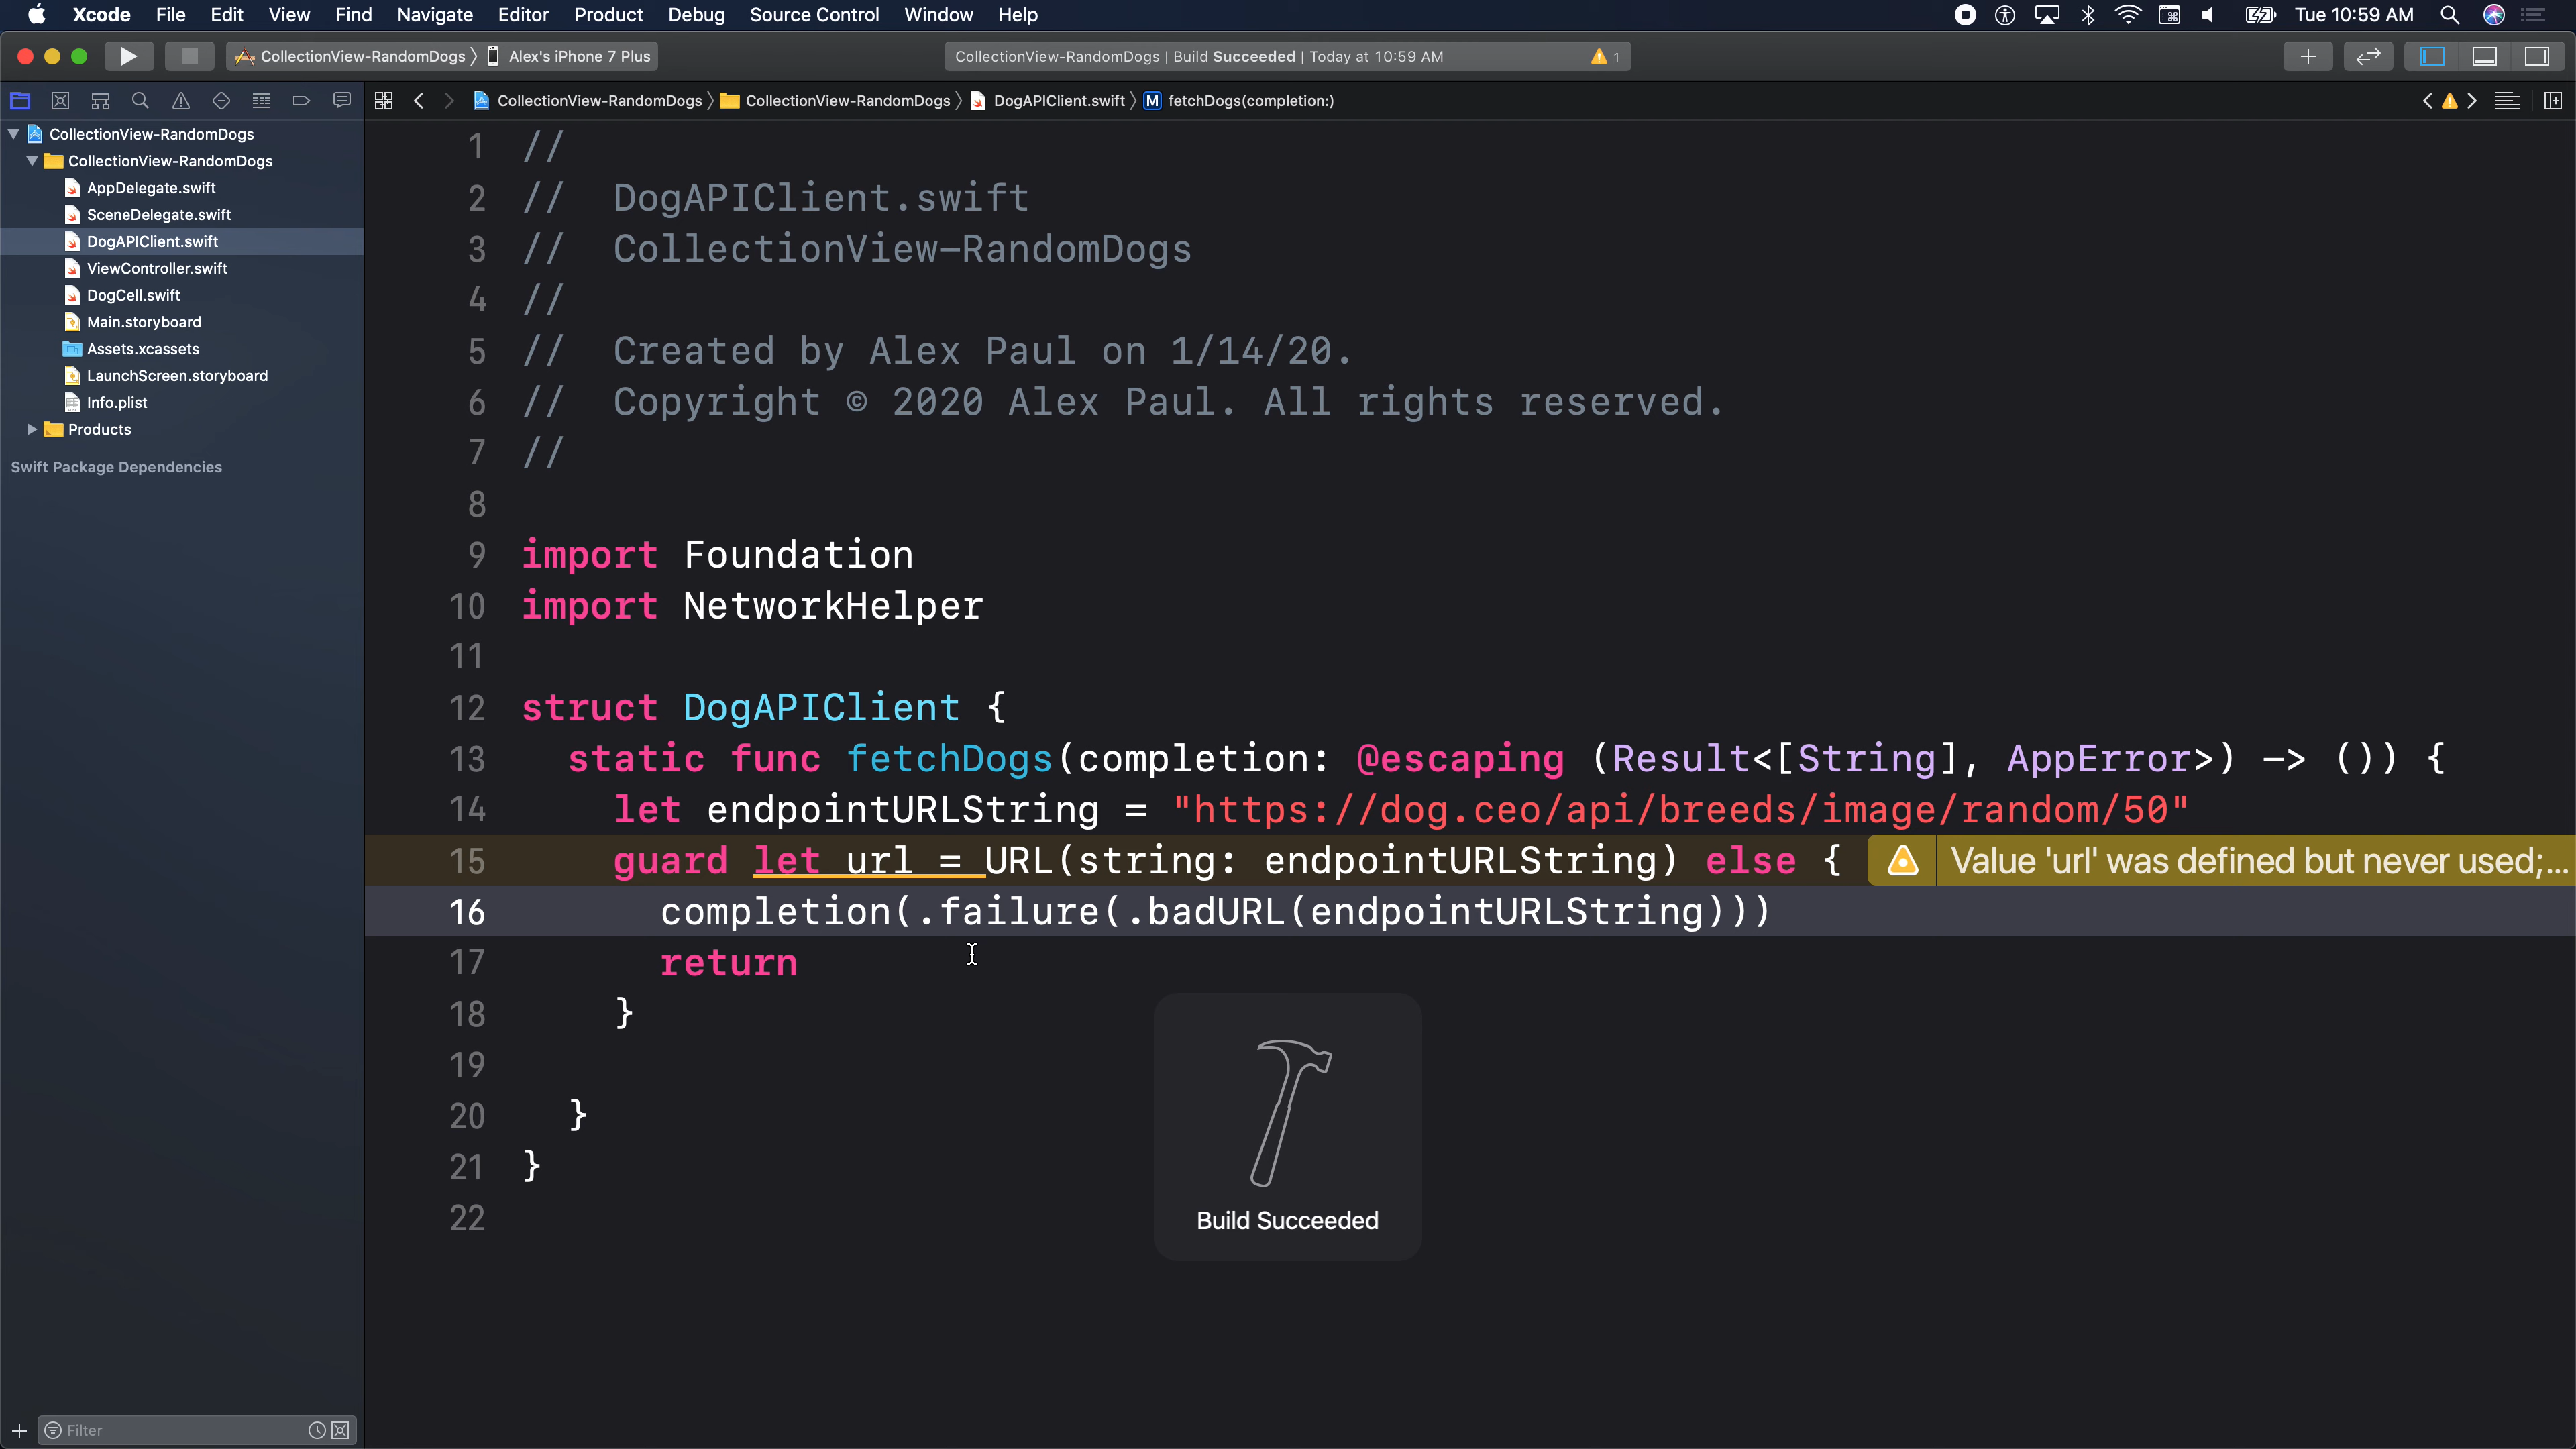 Xcode File Edit View Find Navigate Editor Product Debug Source Control Window Help Tue 10:59 AM
CollectionView-RandomDogs 〉 Alex's iPhone 7 Plus CollectionView-RandomDogs | Build Succeeded | Today at 10:59 AM 1
CollectionView-RandomDogs 〉 CollectionView-RandomDogs 〉 DogAPIClient.swift 〉 M fetchDogs(completion:)
CollectionView-RandomDogs
CollectionView-RandomDogs
AppDelegate.swift
SceneDelegate.swift
DogAPIClient.swift
ViewController.swift
DogCell.swift
Main.storyboard
Assets.xcassets
LaunchScreen.storyboard
Info.plist
Products
Swift Package Dependencies
Filter
1 //
2 //  DogAPIClient.swift
3 //  CollectionView-RandomDogs
4 //
5 //  Created by Alex Paul on 1/14/20.
6 //  Copyright © 2020 Alex Paul. All rights reserved.
7 //
8
9 import Foundation
10 import NetworkHelper
11
12 struct DogAPIClient {
13   static func fetchDogs(completion: @escaping (Result<[String], AppError>) -> ()) {
14     let endpointURLString = "https://dog.ceo/api/breeds/image/random/50"
15     guard let url = URL(string: endpointURLString) else { Value 'url' was defined but never used;...
16       completion(.failure(.badURL(endpointURLString)))
17       return
18     }
19
20   }
21 }
22
Build Succeeded